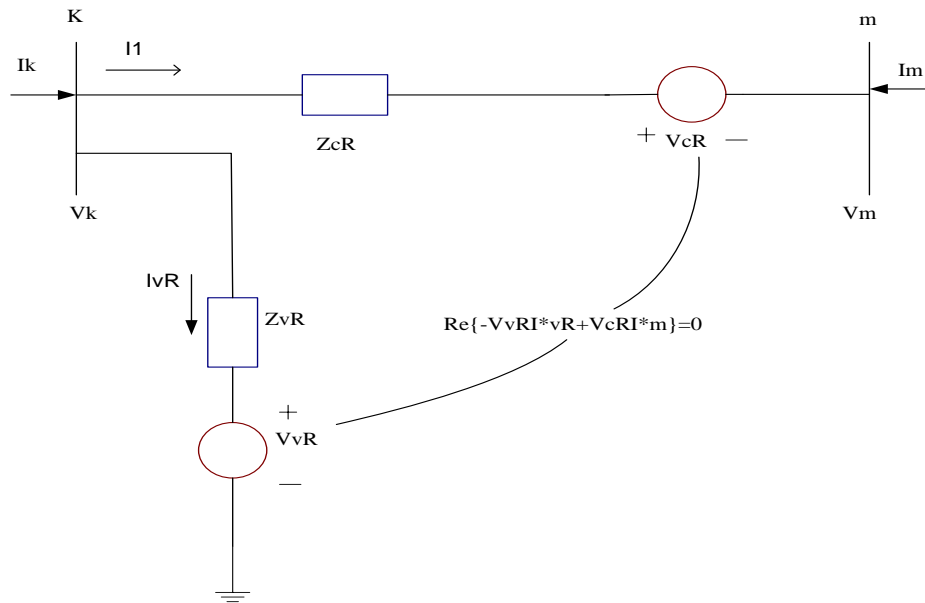 K
m
I1
Ik
Im
ZcR
+ VcR —
Vk
Vm
IvR
ZvR
Re{-VvRI*vR+VcRI*m}=0
+
VvR
—